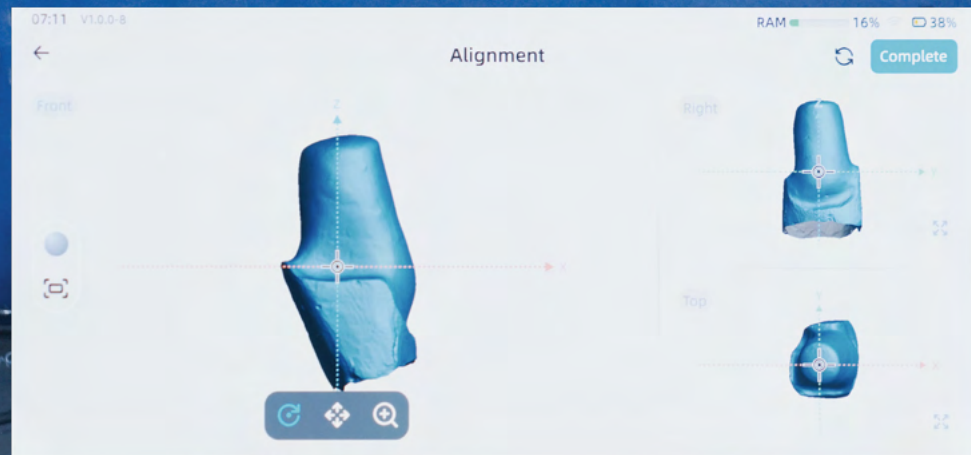 07:11 V1.0.0-8
RAM 16% 38%
Alignment
Complete
Front
Z
Right
Top
Y